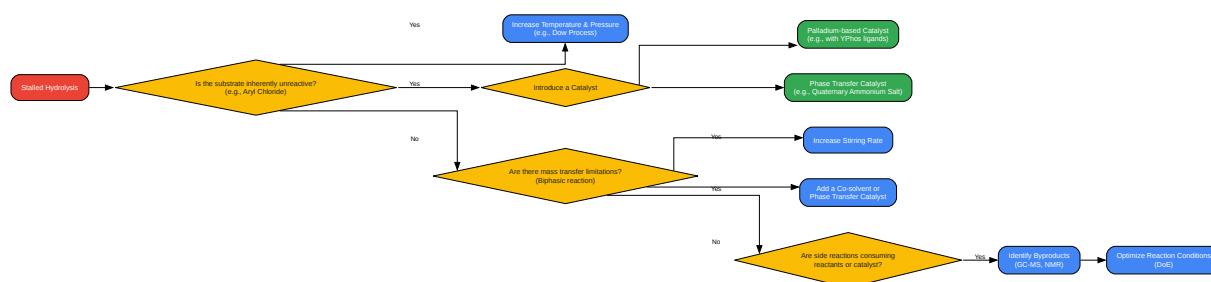 Yes
Increase Temperature & Pressure
(e.g., Dow Process)
Palladium-based Catalyst
(e.g., with YPhos ligands)
Stalled Hydrolysis
Is the substrate inherently unreactive?
(e.g., Aryl Chloride)
Yes
Introduce a Catalyst
Phase Transfer Catalyst
(e.g., Quaternary Ammonium Salt)
No
Yes
Increase Stirring Rate
Are there mass transfer limitations?
(Biphasic reaction)
Yes
Add a Co-solvent or
Phase Transfer Catalyst
No
Are side reactions consuming
reactants or catalyst?
Yes
Identify Byproducts
(GC-MS, NMR)
Optimize Reaction Conditions
(DoE)